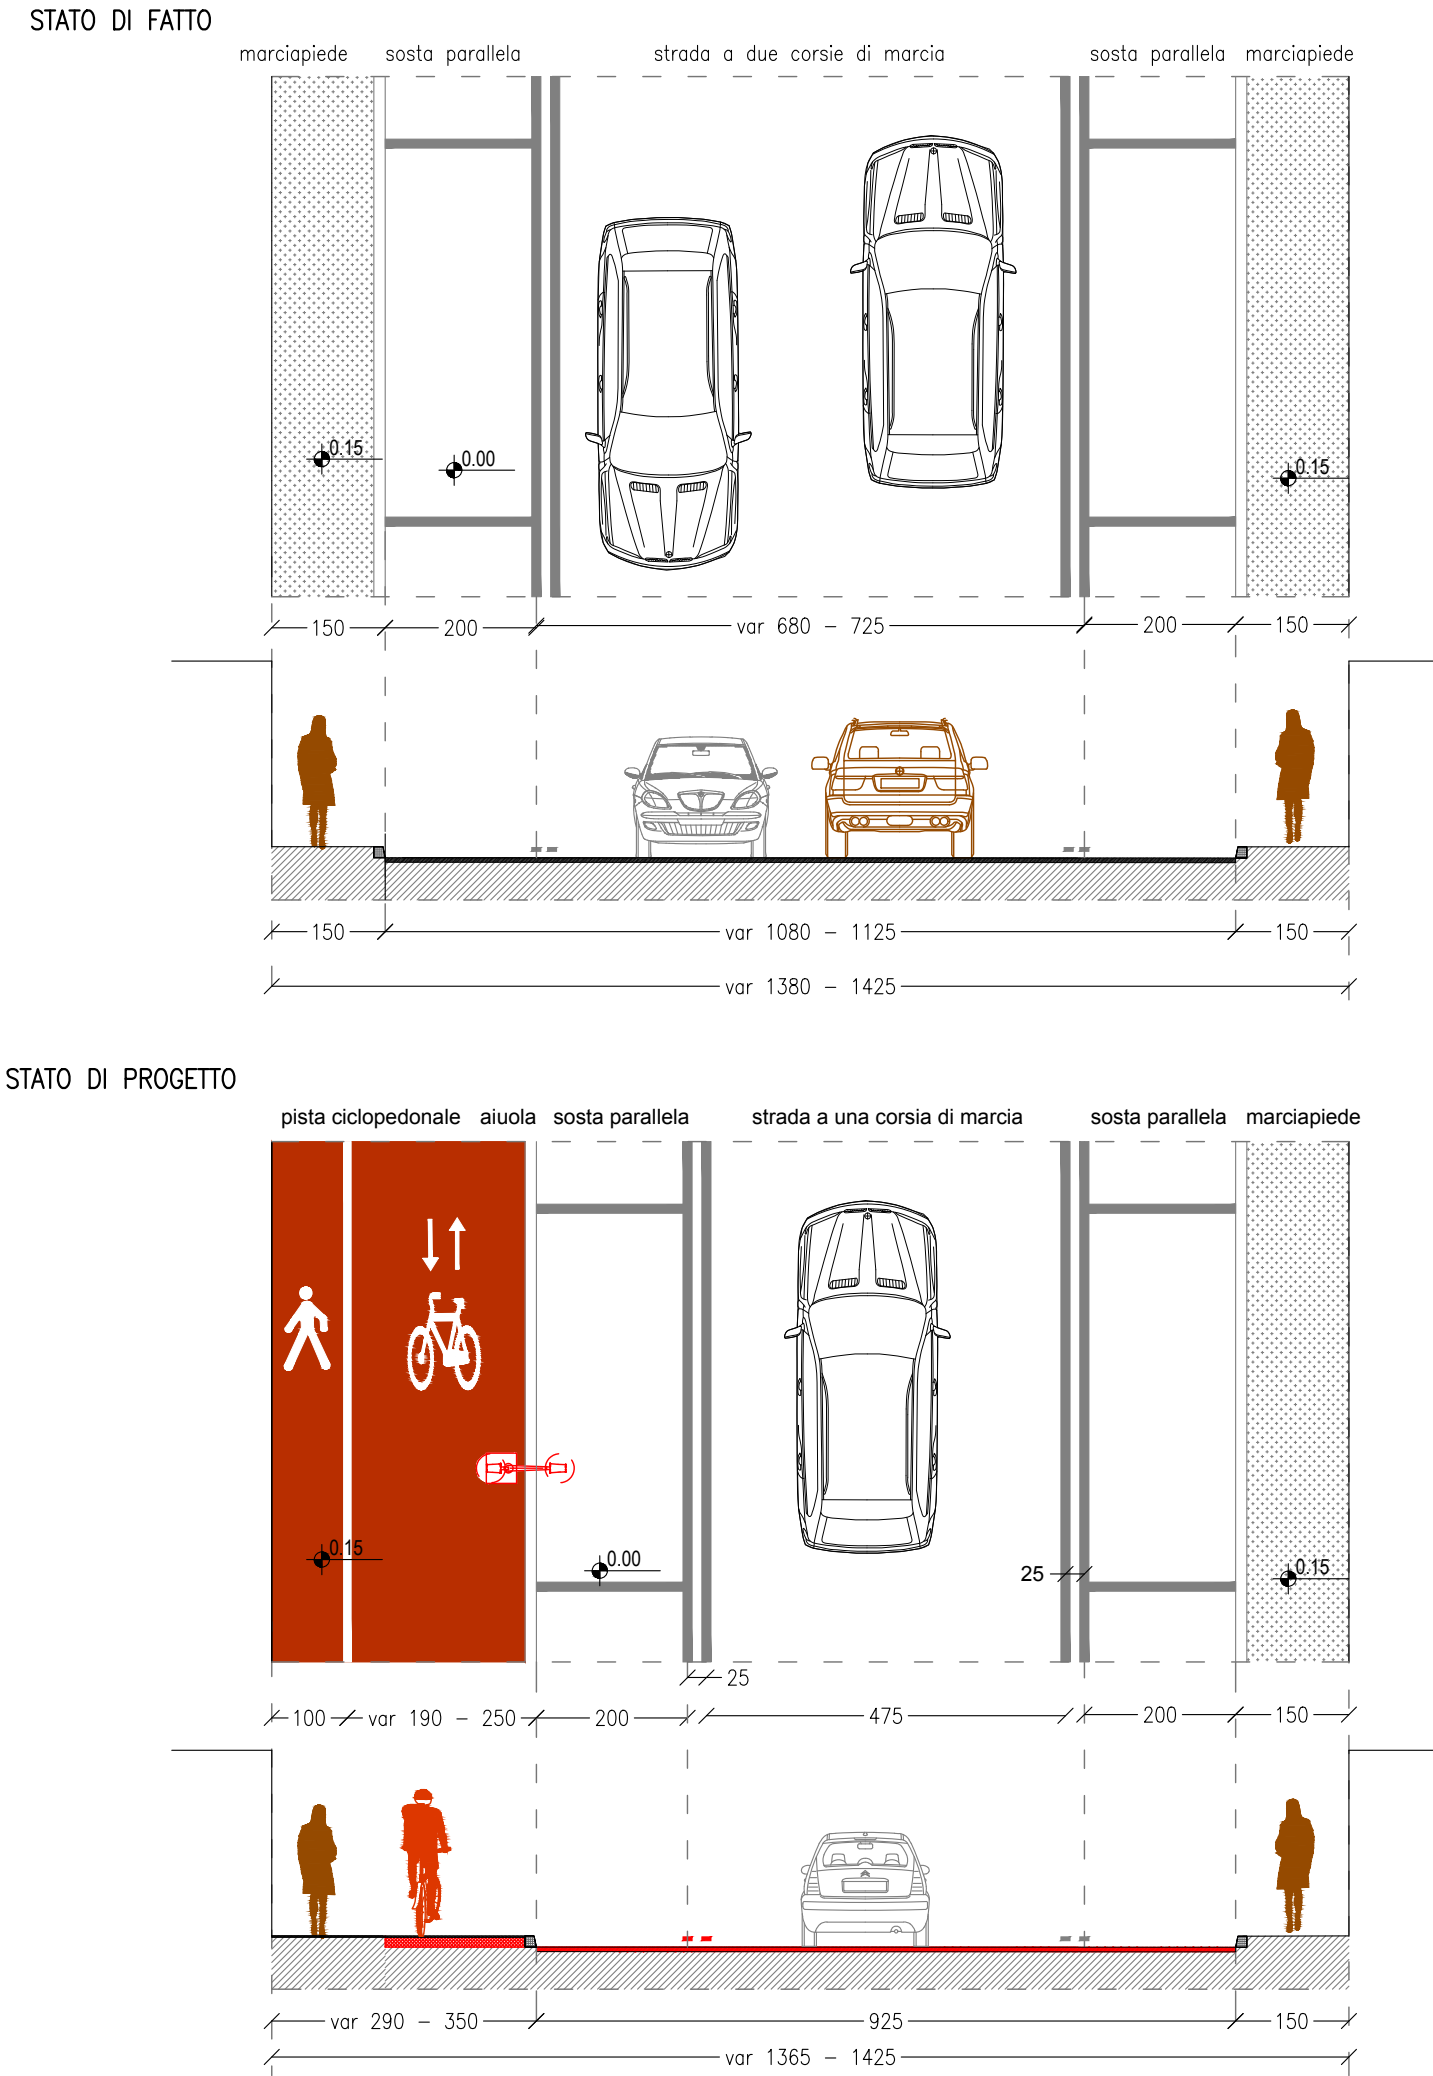 STATO DI FATTO
marciapiede sosta parallela strada a due corsie di marcia sosta parallela marciapiede
0.15 0.00 0.15
150 200 var 680 - 725 200 150
150 var 1080 - 1125 150
var 1380 - 1425
STATO DI PROGETTO
pista ciclopedonale aiuola sosta parallela strada a una corsia di marcia sosta parallela marciapiede
0.15 0.00 25 0.15
25
100 var 190 - 250 200 475 200 150
var 290 - 350 925 150
var 1365 - 1425